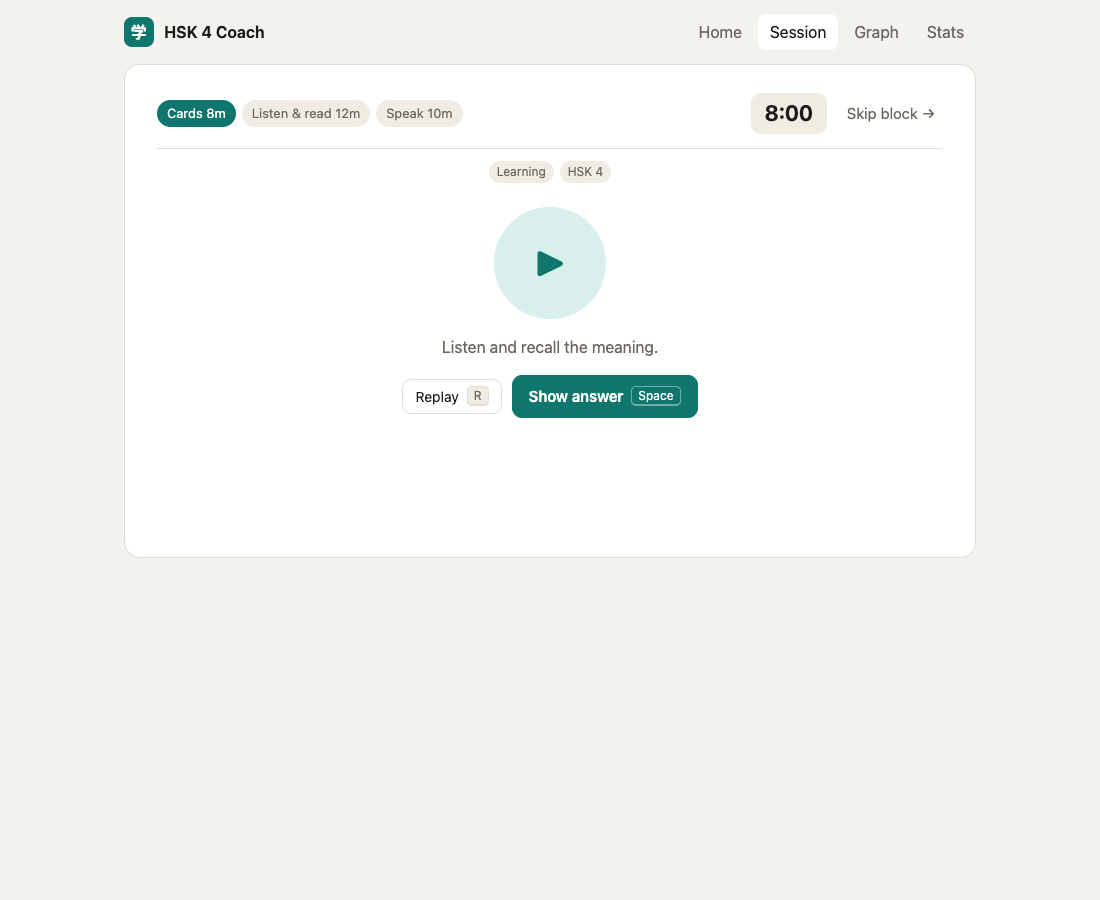 学 HSK 4 Coach Home Session Graph Stats
Cards 8m Listen & read 12m Speak 10m 8:00 Skip block →
Learning HSK 4
Listen and recall the meaning.
Replay R Show answer Space